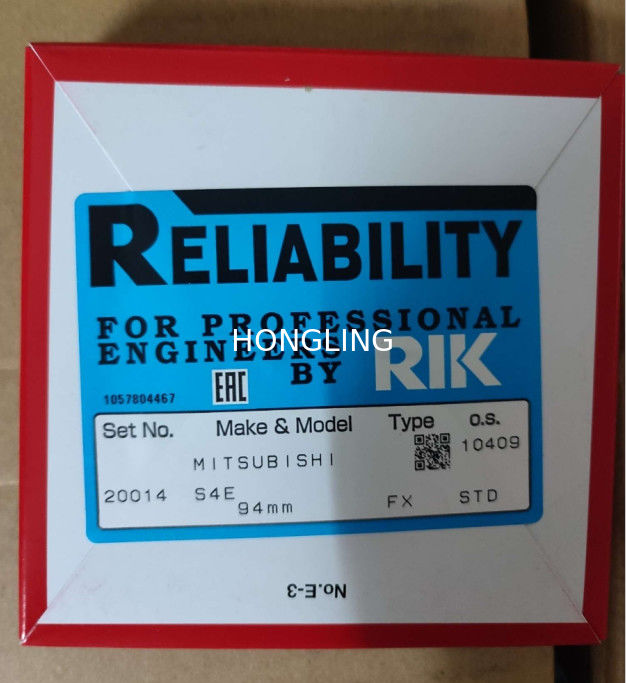 RELIABILITY
FOR PROFESSIONAL
ENGINEERS
HONGLING
BY RIK
1057804467 EAC
Set No. Make & Model Type o.s.
MITSUBISHI 10409
20014 S4E FX STD
94mm
No.E-3